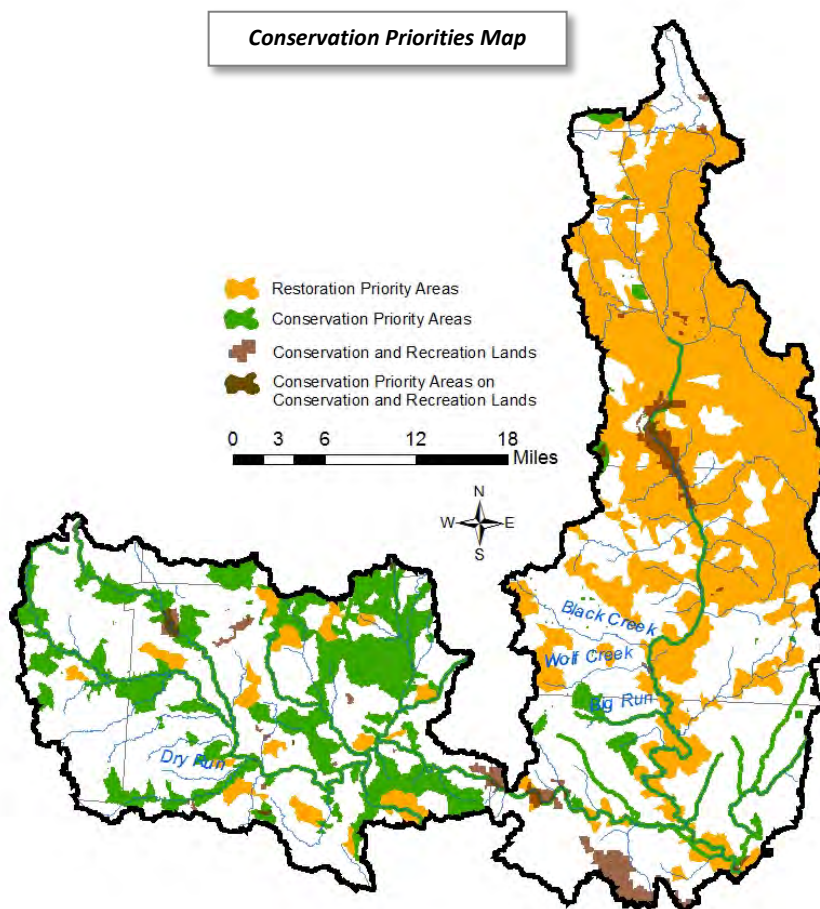 Conservation Priorities Map
Restoration Priority Areas
Conservation Priority Areas
Conservation and Recreation Lands
Conservation Priority Areas on
Conservation and Recreation Lands
0 3 6 12 18
Miles
N
W E
S
Black Creek
Wolf Creek
Big Run
Dry Run